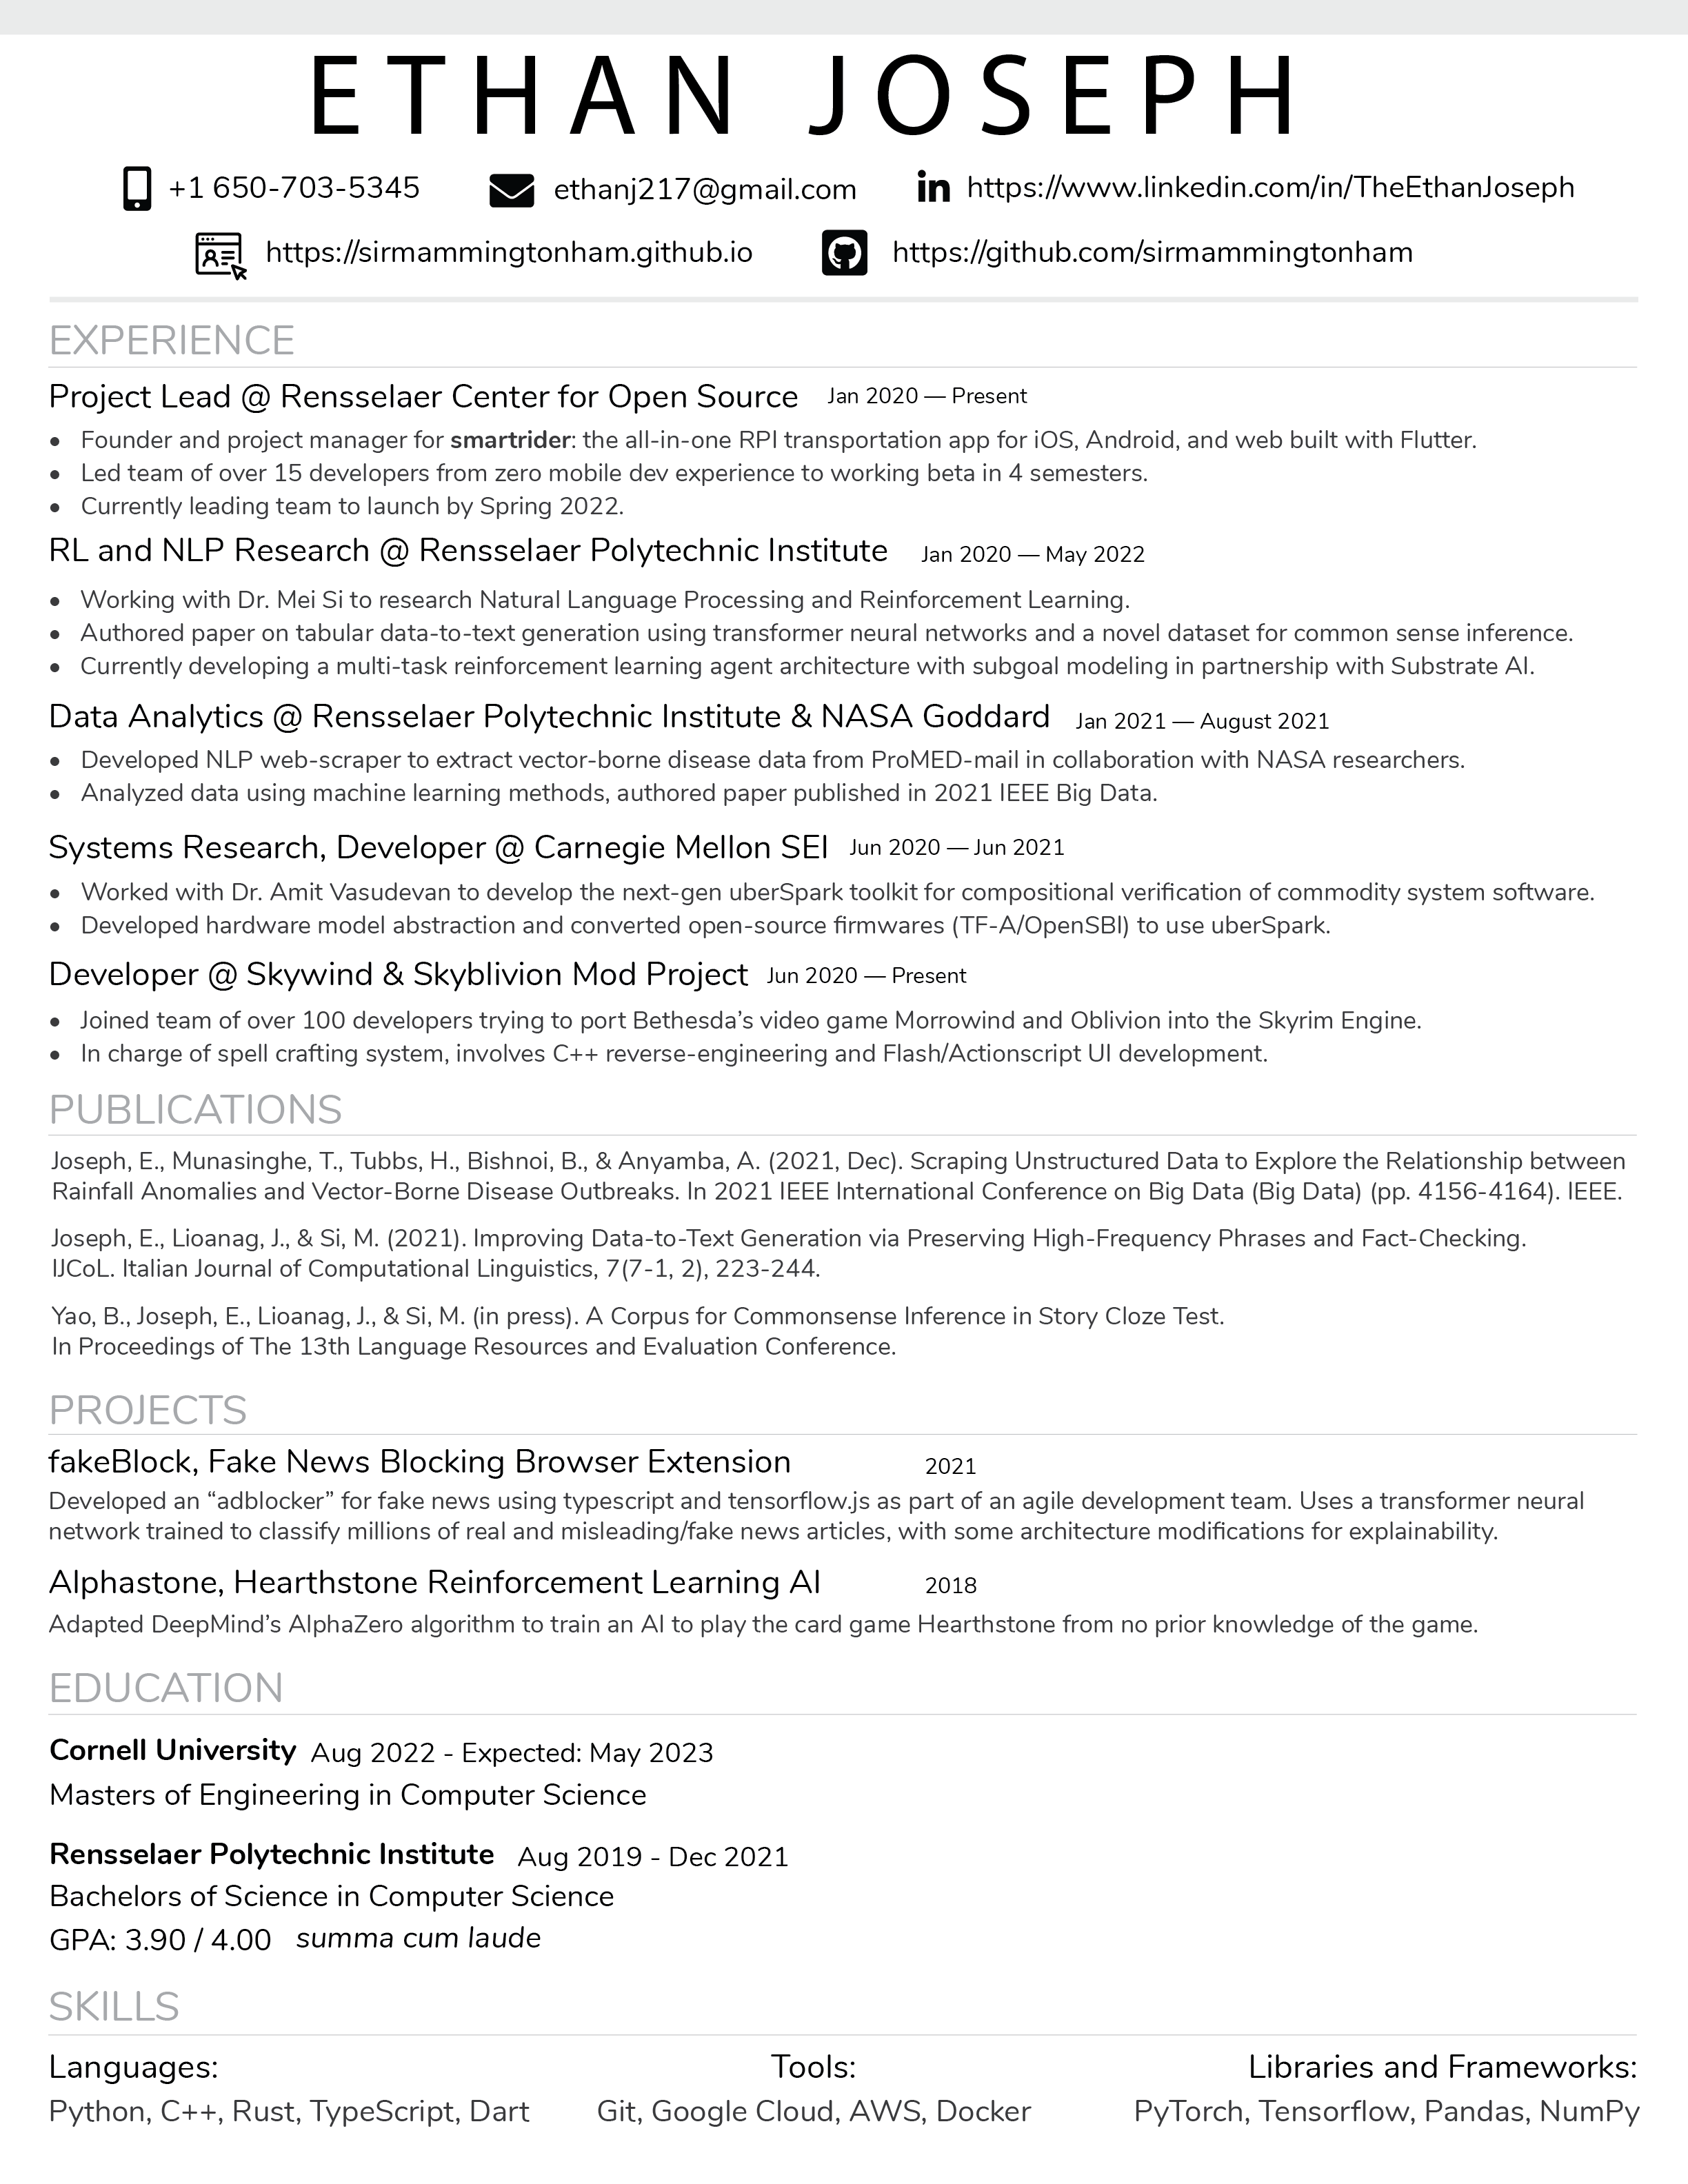 ETHAN JOSEPH
+1 650-703-5345 ethanj217@gmail.com https://www.linkedin.com/in/TheEthanJoseph
https://sirmammingtonham.github.io https://github.com/sirmammingtonham
EXPERIENCE
Project Lead @ Rensselaer Center for Open Source Jan 2020 — Present
• Founder and project manager for smartrider: the all-in-one RPI transportation app for iOS, Android, and web built with Flutter.
• Led team of over 15 developers from zero mobile dev experience to working beta in 4 semesters.
• Currently leading team to launch by Spring 2022.
RL and NLP Research @ Rensselaer Polytechnic Institute Jan 2020 — May 2022
• Working with Dr. Mei Si to research Natural Language Processing and Reinforcement Learning.
• Authored paper on tabular data-to-text generation using transformer neural networks and a novel dataset for common sense inference.
• Currently developing a multi-task reinforcement learning agent architecture with subgoal modeling in partnership with Substrate AI.
Data Analytics @ Rensselaer Polytechnic Institute & NASA Goddard Jan 2021 — August 2021
• Developed NLP web-scraper to extract vector-borne disease data from ProMED-mail in collaboration with NASA researchers.
• Analyzed data using machine learning methods, authored paper published in 2021 IEEE Big Data.
Systems Research, Developer @ Carnegie Mellon SEI Jun 2020 — Jun 2021
• Worked with Dr. Amit Vasudevan to develop the next-gen uberSpark toolkit for compositional verification of commodity system software.
• Developed hardware model abstraction and converted open-source firmwares (TF-A/OpenSBI) to use uberSpark.
Developer @ Skywind & Skyblivion Mod Project Jun 2020 — Present
• Joined team of over 100 developers trying to port Bethesda’s video game Morrowind and Oblivion into the Skyrim Engine.
• In charge of spell crafting system, involves C++ reverse-engineering and Flash/Actionscript UI development.
PUBLICATIONS
Joseph, E., Munasinghe, T., Tubbs, H., Bishnoi, B., & Anyamba, A. (2021, Dec). Scraping Unstructured Data to Explore the Relationship between
Rainfall Anomalies and Vector-Borne Disease Outbreaks. In 2021 IEEE International Conference on Big Data (Big Data) (pp. 4156-4164). IEEE.
Joseph, E., Lioanag, J., & Si, M. (2021). Improving Data-to-Text Generation via Preserving High-Frequency Phrases and Fact-Checking.
IJCoL. Italian Journal of Computational Linguistics, 7(7-1, 2), 223-244.
Yao, B., Joseph, E., Lioanag, J., & Si, M. (in press). A Corpus for Commonsense Inference in Story Cloze Test.
In Proceedings of The 13th Language Resources and Evaluation Conference.
PROJECTS
fakeBlock, Fake News Blocking Browser Extension 2021
Developed an “adblocker” for fake news using typescript and tensorflow.js as part of an agile development team. Uses a transformer neural
network trained to classify millions of real and misleading/fake news articles, with some architecture modifications for explainability.
Alphastone, Hearthstone Reinforcement Learning AI 2018
Adapted DeepMind’s AlphaZero algorithm to train an AI to play the card game Hearthstone from no prior knowledge of the game.
EDUCATION
Cornell University Aug 2022 - Expected: May 2023
Masters of Engineering in Computer Science
Rensselaer Polytechnic Institute Aug 2019 - Dec 2021
Bachelors of Science in Computer Science
GPA: 3.90 / 4.00 summa cum laude
SKILLS
Languages: Tools: Libraries and Frameworks:
Python, C++, Rust, TypeScript, Dart Git, Google Cloud, AWS, Docker PyTorch, Tensorflow, Pandas, NumPy